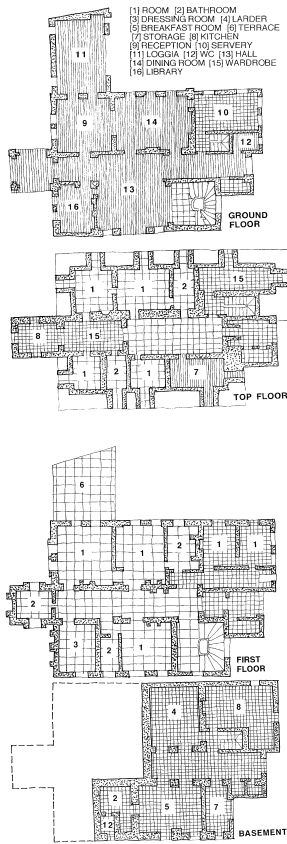 [1] ROOM [2] BATHROOM
[3] DRESSING ROOM [4] LARDER
[5] BREAKFAST ROOM [6] TERRACE
[7] STORAGE [8] KITCHEN
[9] RECEPTION [10] SERVERY
[11] LOGGIA [12] WC [13] HALL
[14] DINING ROOM [15] WARDROBE
[16] LIBRARY
11
9
14
10
12
13
16
GROUND
FLOOR
1
1
2
15
8
15
1
2
1
7
TOP FLOOR
6
1
1
2
1
1
2
3
2
1
FIRST
FLOOR
4
8
2
5
7
12
BASEMENT